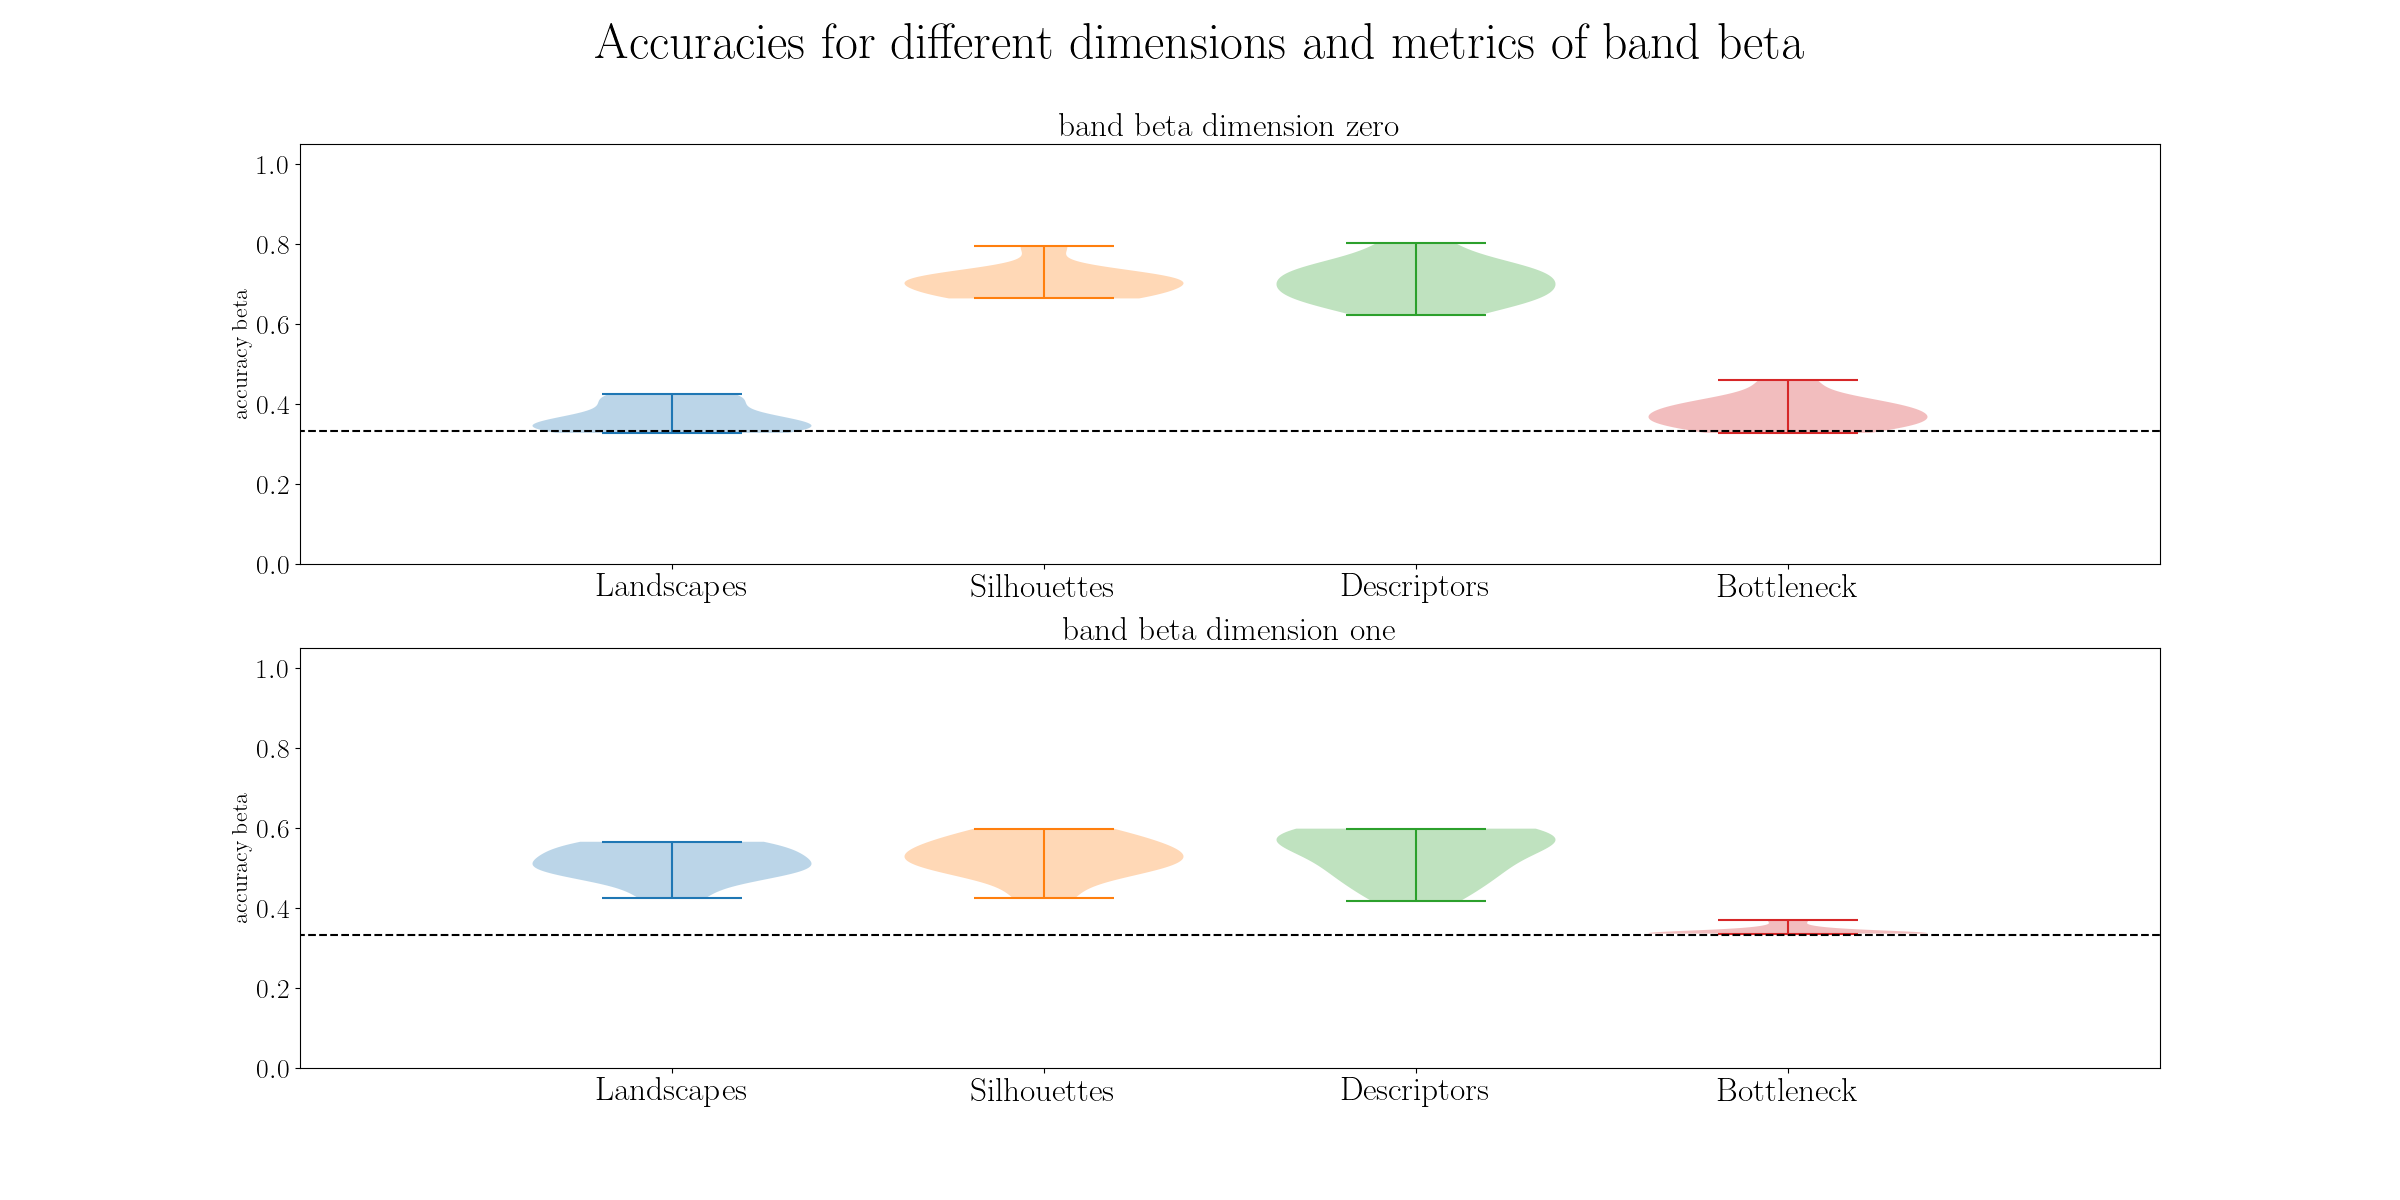 Accuracies for different dimensions and metrics of band beta
band beta dimension zero
accuracy beta
1.0
0.8
0.6
0.4
0.2
0.0
Landscapes Silhouettes Descriptors Bottleneck
band beta dimension one
accuracy beta
1.0
0.8
0.6
0.4
0.2
0.0
Landscapes Silhouettes Descriptors Bottleneck